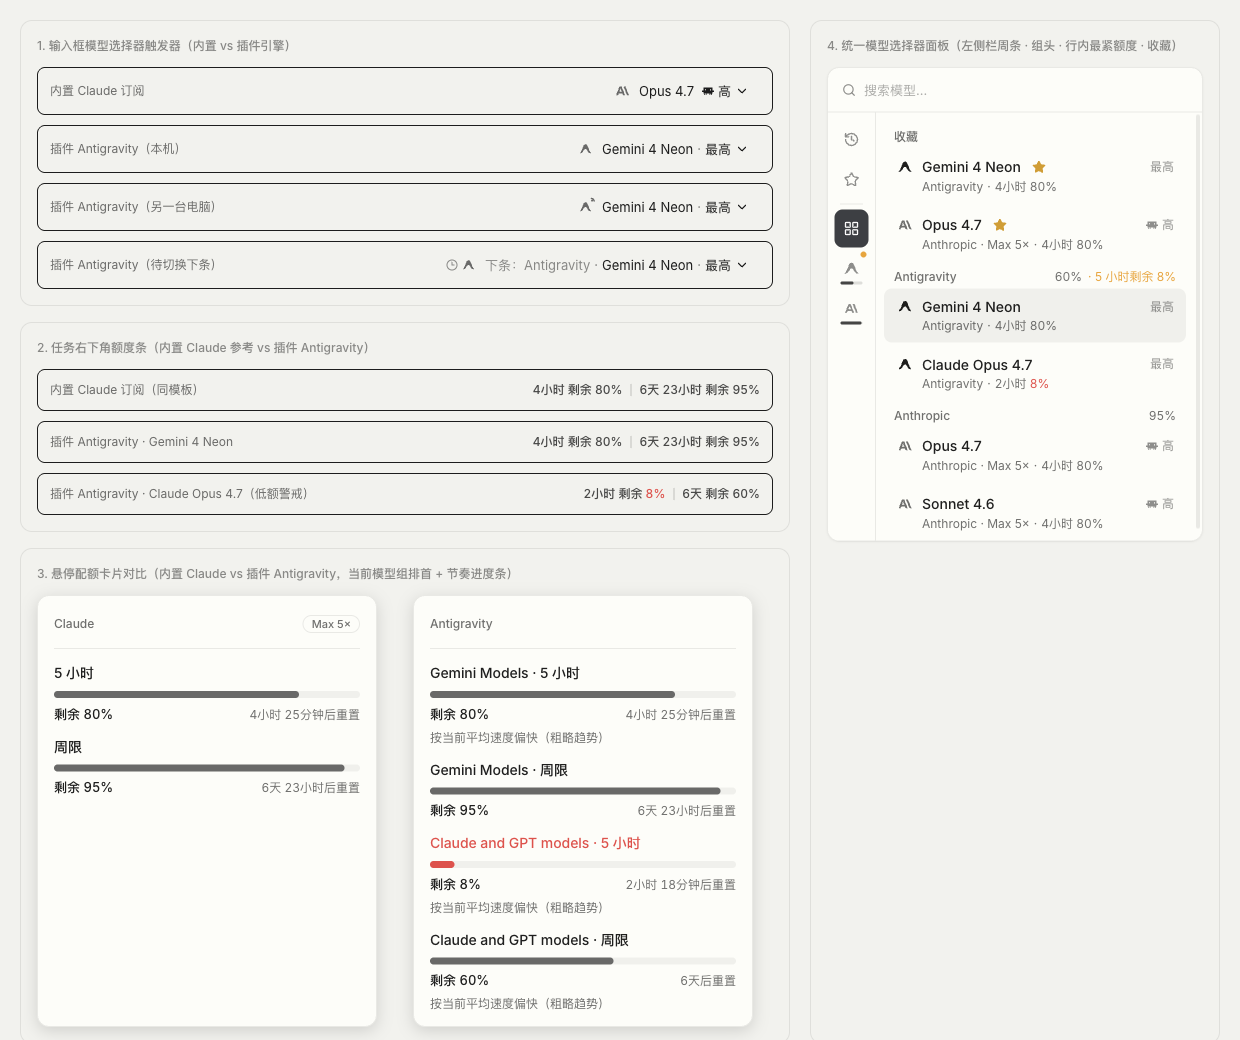 1. 输入框模型选择器触发器（内置 vs 插件引擎）
内置 Claude 订阅
Opus 4.7 高
插件 Antigravity（本机）
Gemini 4 Neon · 最高
插件 Antigravity（另一台电脑）
Gemini 4 Neon · 最高
插件 Antigravity（待切换下条）
下条： Antigravity · Gemini 4 Neon · 最高
2. 任务右下角额度条（内置 Claude 参考 vs 插件 Antigravity）
内置 Claude 订阅（同模板）
4小时 剩余 80% | 6天 23小时 剩余 95%
插件 Antigravity · Gemini 4 Neon
4小时 剩余 80% | 6天 23小时 剩余 95%
插件 Antigravity · Claude Opus 4.7（低额警戒）
2小时 剩余 8% | 6天 剩余 60%
3. 悬停配额卡片对比（内置 Claude vs 插件 Antigravity，当前模型组排首 + 节奏进度条）
Claude
Max 5×
5 小时
剩余 80%
4小时 25分钟后重置
周限
剩余 95%
6天 23小时后重置
Antigravity
Gemini Models · 5 小时
剩余 80%
4小时 25分钟后重置
按当前平均速度偏快（粗略趋势）
Gemini Models · 周限
剩余 95%
6天 23小时后重置
Claude and GPT models · 5 小时
剩余 8%
2小时 18分钟后重置
按当前平均速度偏快（粗略趋势）
Claude and GPT models · 周限
剩余 60%
6天后重置
按当前平均速度偏快（粗略趋势）
4. 统一模型选择器面板（左侧栏周条 · 组头 · 行内最紧额度 · 收藏）
搜索模型...
收藏
Gemini 4 Neon
最高
Antigravity · 4小时 80%
Opus 4.7
高
Anthropic · Max 5× · 4小时 80%
Antigravity
60% · 5 小时剩余 8%
Gemini 4 Neon
最高
Antigravity · 4小时 80%
Claude Opus 4.7
最高
Antigravity · 2小时 8%
Anthropic
95%
Opus 4.7
高
Anthropic · Max 5× · 4小时 80%
Sonnet 4.6
高
Anthropic · Max 5× · 4小时 80%